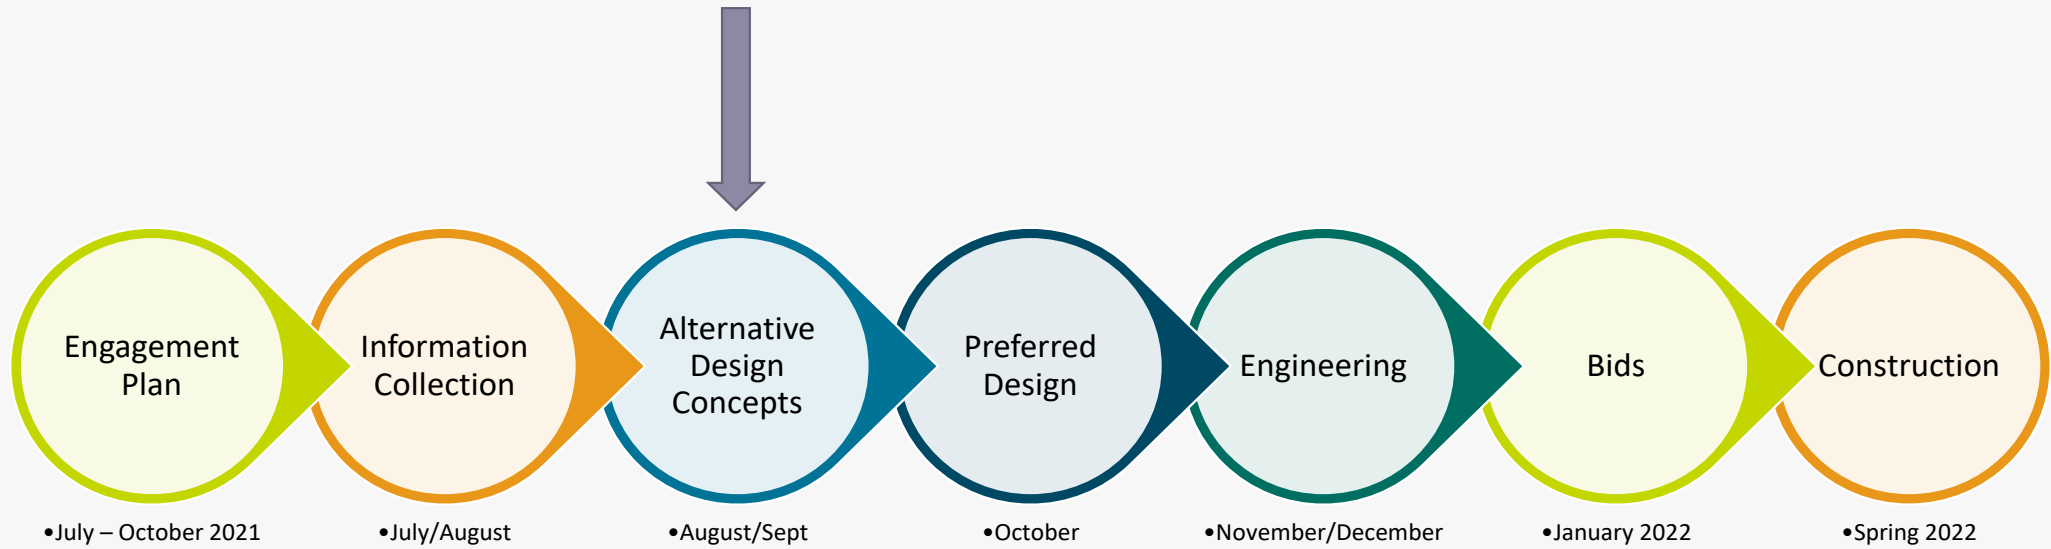 Engagement
Plan
Information
Collection
Alternative
Design
Concepts
Preferred
Design
Engineering
Bids
Construction
•July – October 2021
•July/August
•August/Sept
•October
•November/December
•January 2022
•Spring 2022